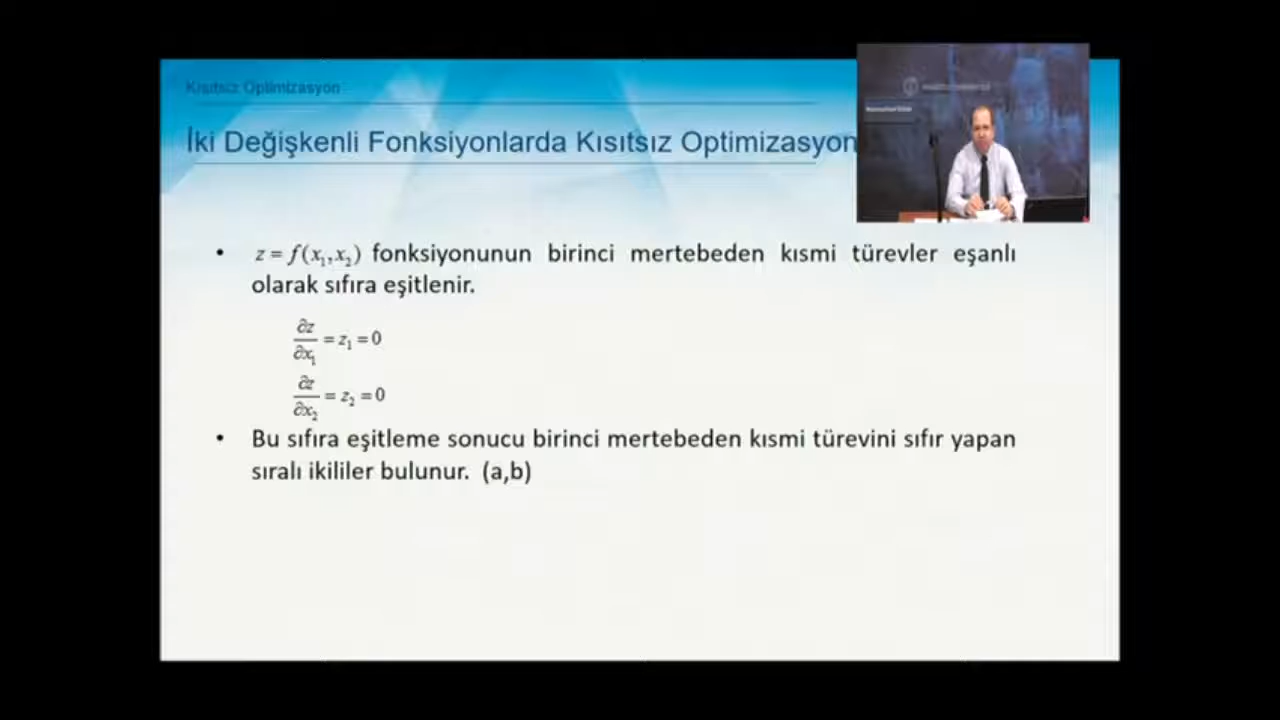 Kısıtsız Optimizasyon
İki Değişkenli Fonksiyonlarda Kısıtsız Optimizasyon
• z = f(x₁,x₂) fonksiyonunun birinci mertebeden kısmi türevler eşanlı
olarak sıfıra eşitlenir.
∂z/∂x₁ = z₁ = 0
∂z/∂x₂ = z₂ = 0
• Bu sıfıra eşitleme sonucu birinci mertebeden kısmi türevini sıfır yapan
sıralı ikililer bulunur. (a,b)